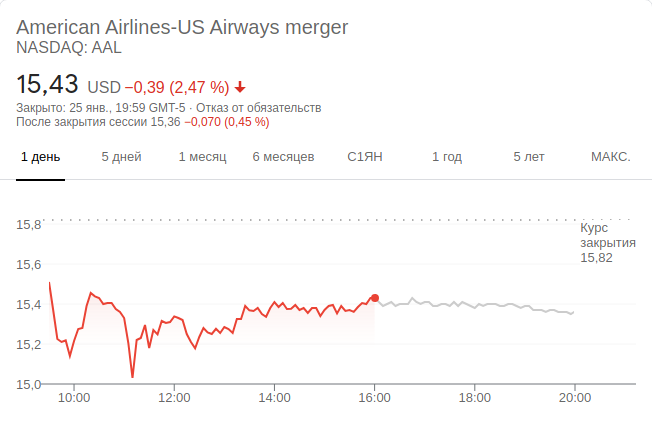 American Airlines-US Airways merger
NASDAQ: AAL
15,43 USD −0,39 (2,47 %)
Закрыто: 25 янв., 19:59 GMT-5 · Отказ от обязательств
После закрытия сессии 15,36 −0,070 (0,45 %)
1 день 5 дней 1 месяц 6 месяцев С1ЯН 1 год 5 лет МАКС.
15,8
Курс
закрытия
15,82
15,6
15,4
15,2
15,0
10:00 12:00 14:00 16:00 18:00 20:00